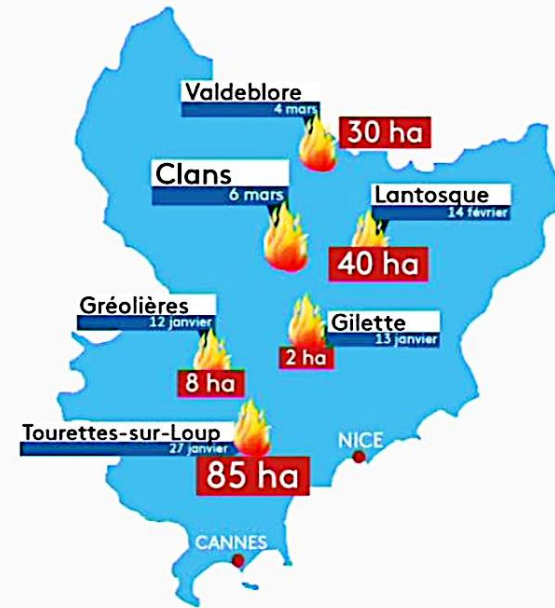 Valdeblore
4 mars
30 ha
Clans
6 mars
Lantosque
14 février
40 ha
Gréolières
12 janvier
8 ha
Gilette
13 janvier
2 ha
Tourettes-sur-Loup
27 janvier
85 ha
NICE
CANNES